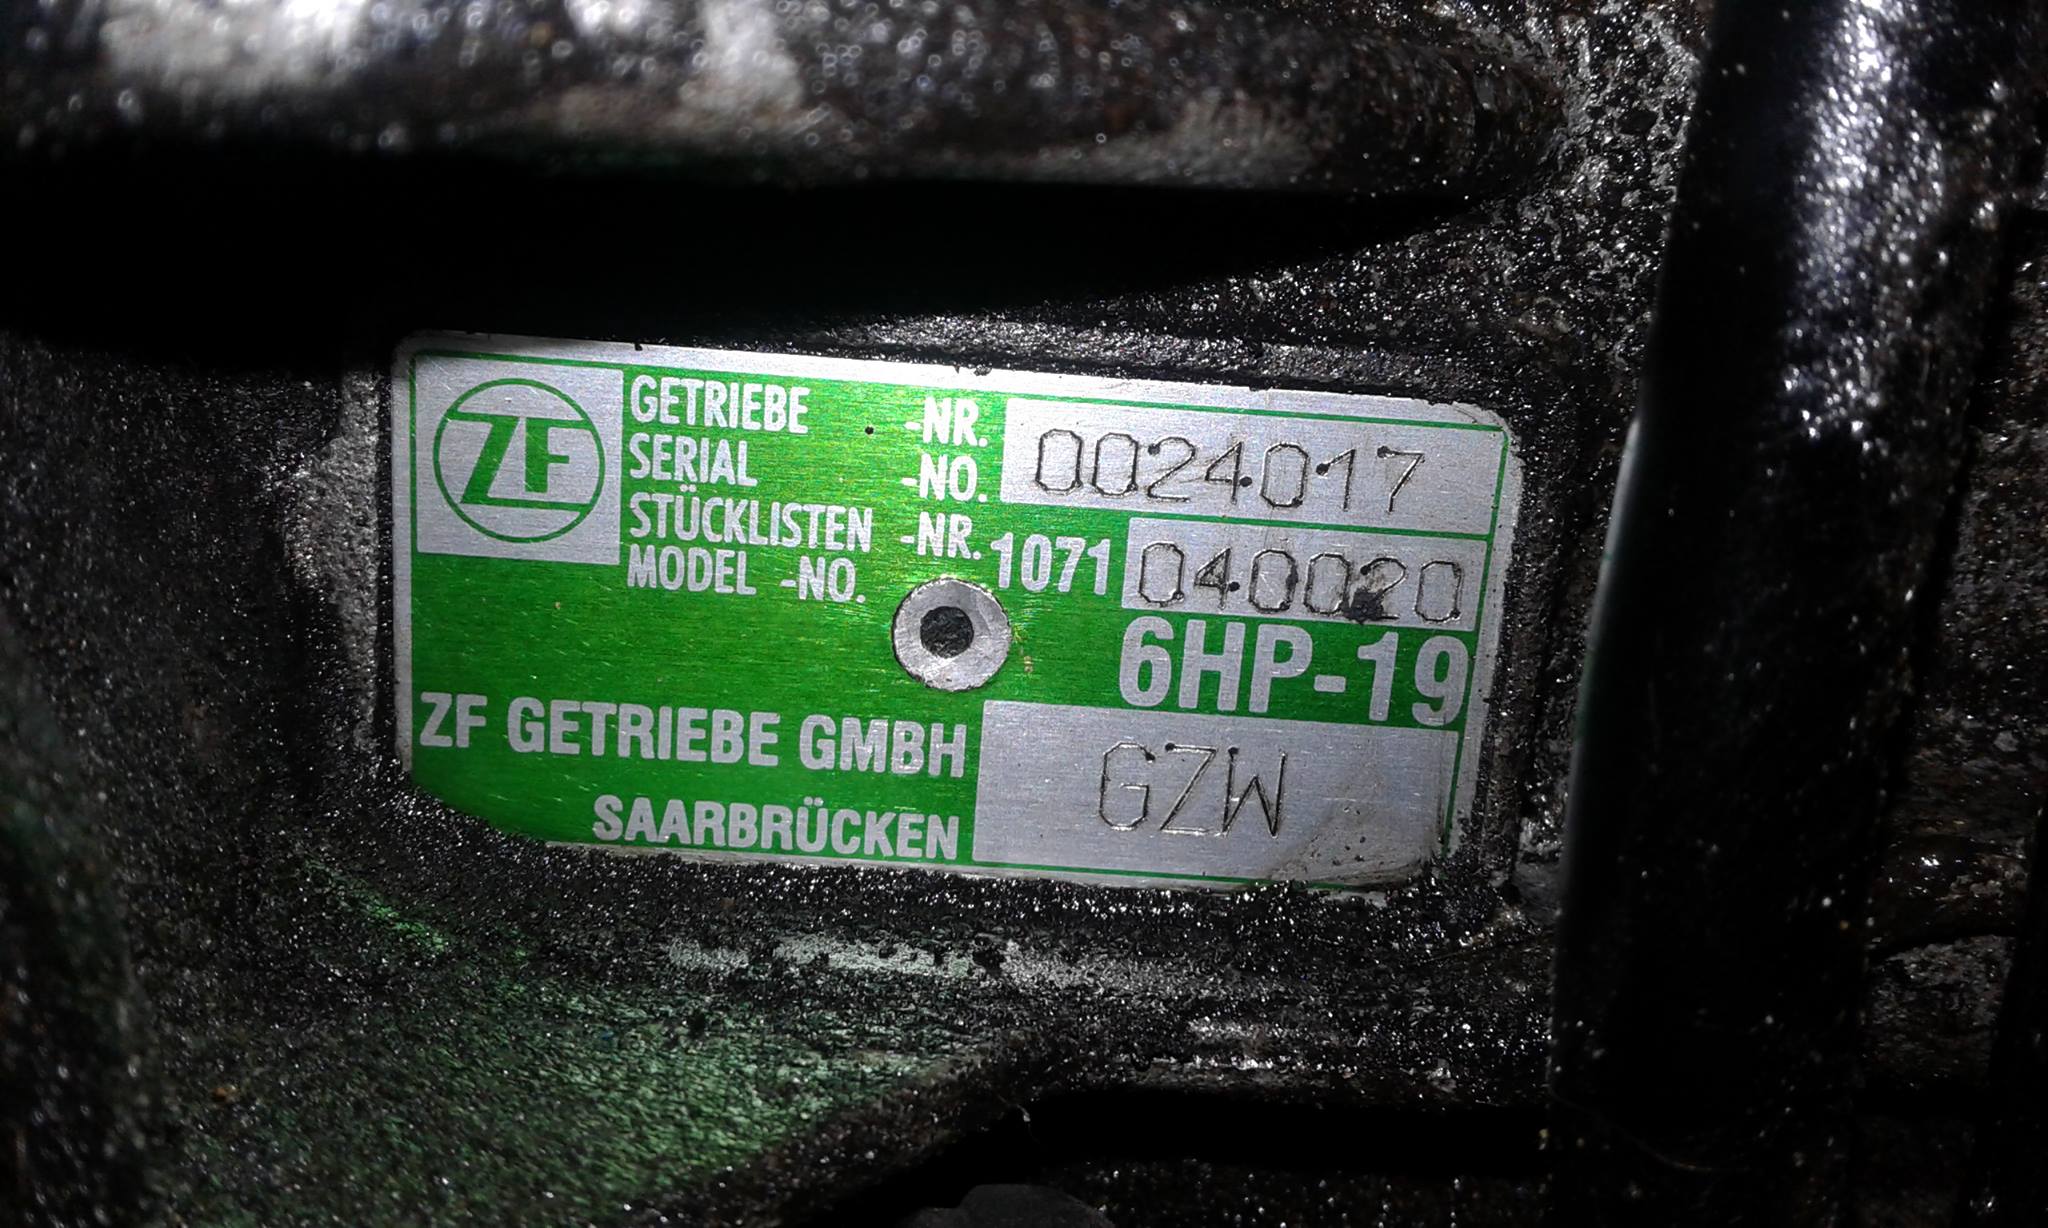 ZF
GETRIEBE -NR.
SERIAL -NO. 0024017
STÜCKLISTEN -NR. 1071 040020
MODEL -NO.
6HP-19
ZF GETRIEBE GMBH
GZW
SAARBRÜCKEN